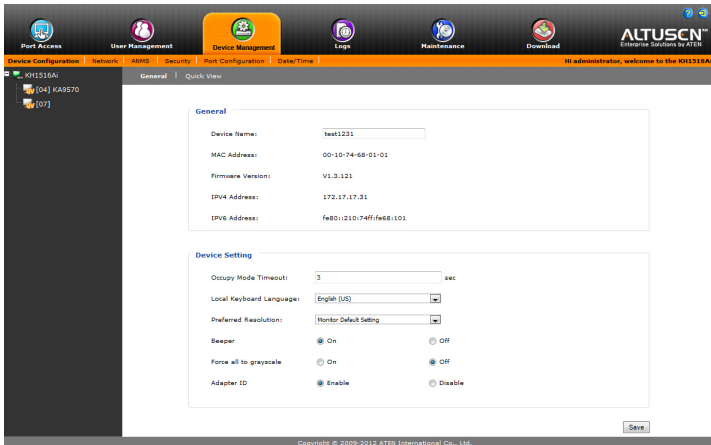 ALTUSCN™
Enterprise Solutions by ATEN
Port Access User Management Device Management Logs Maintenance Download
Device Configuration Network ANMS Security Port Configuration Date/Time Hi administrator, welcome to the KH1516Ai
KH1516Ai
[04] KA9570
[07]
General Quick View
General
Device Name: test1231
MAC Address: 00-10-74-68-01-01
Firmware Version: V1.3.121
IPV4 Address: 172.17.17.31
IPV6 Address: fe80::210:74ff:fe68:101
Device Setting
Occupy Mode Timeout: 3 sec
Local Keyboard Language: English (US)
Preferred Resolution: Monitor Default Setting
Beeper On Off
Force all to grayscale On Off
Adapter ID Enable Disable
Save
Copyright © 2009-2012 ATEN International Co., Ltd.